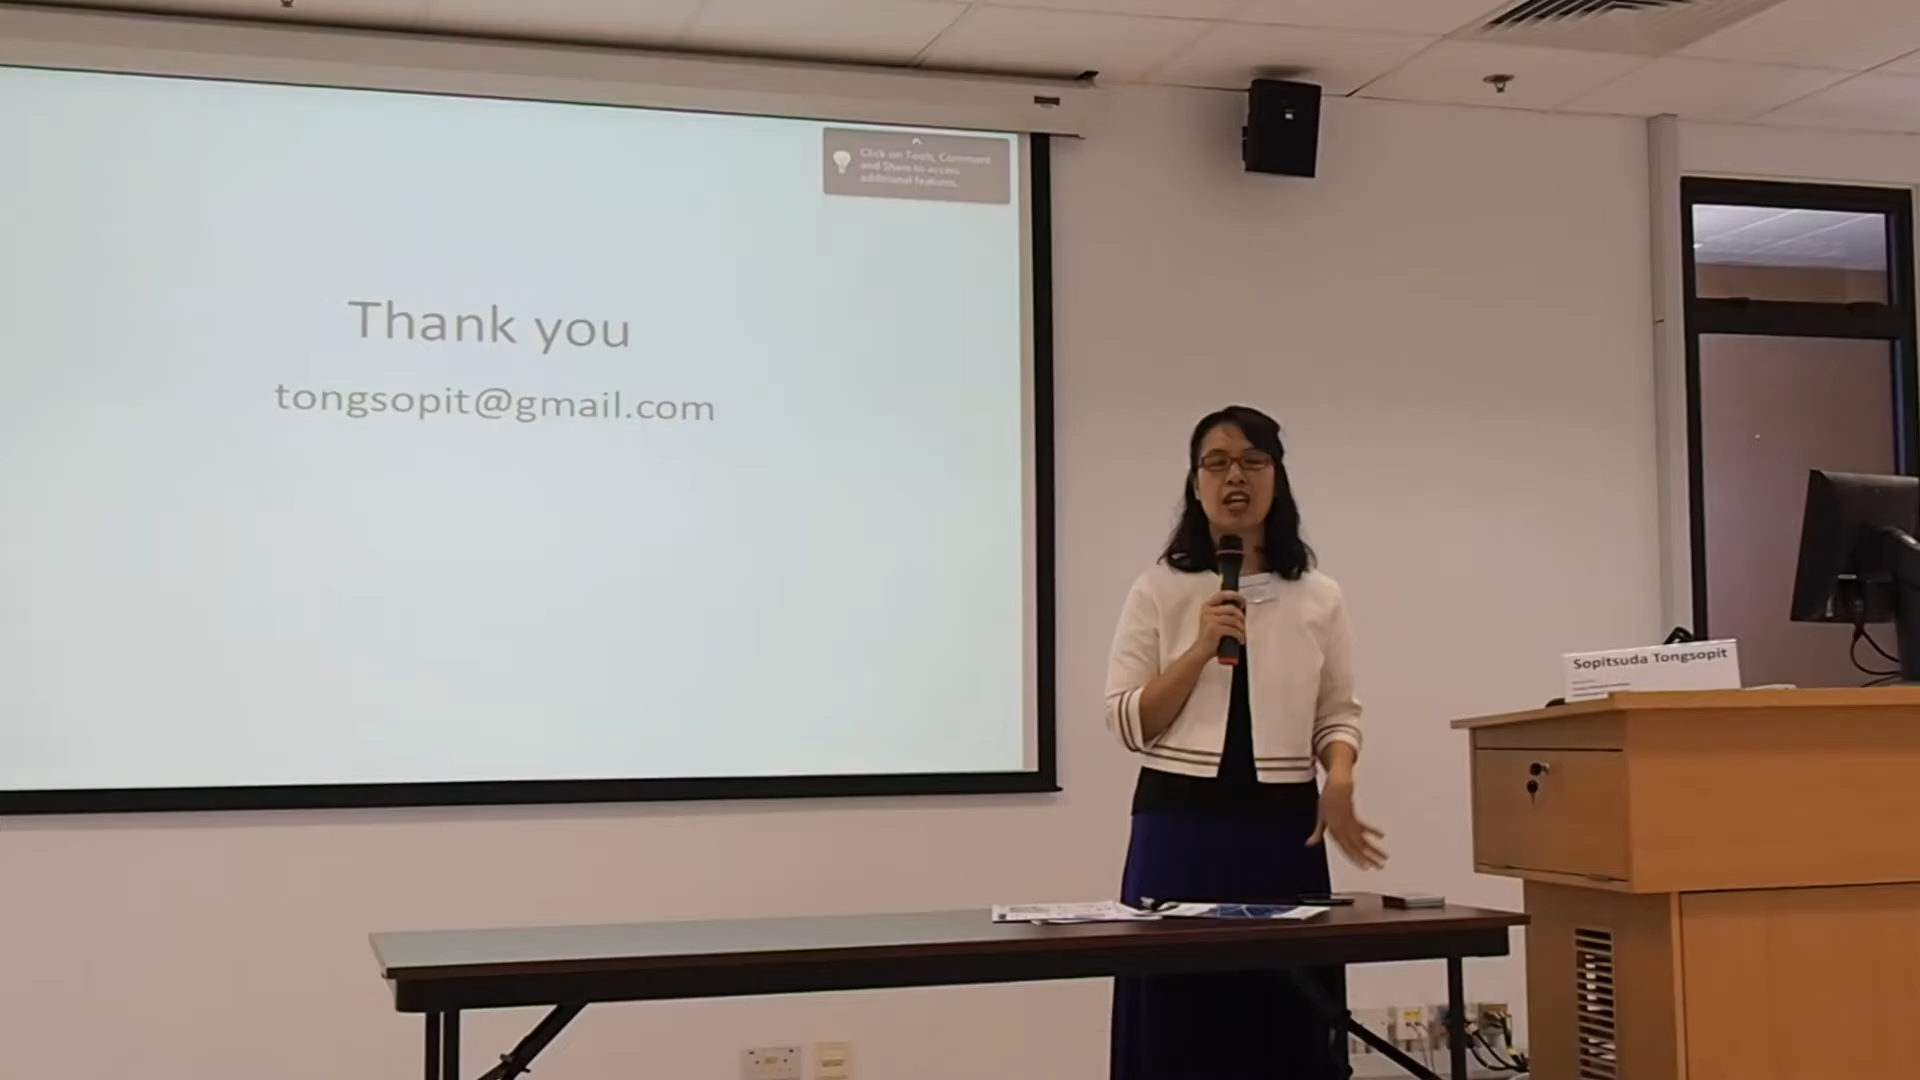 Click on Tools, Comment
and Share to access
additional features.
Thank you
tongsopit@gmail.com
Sopitsuda Tongsopit